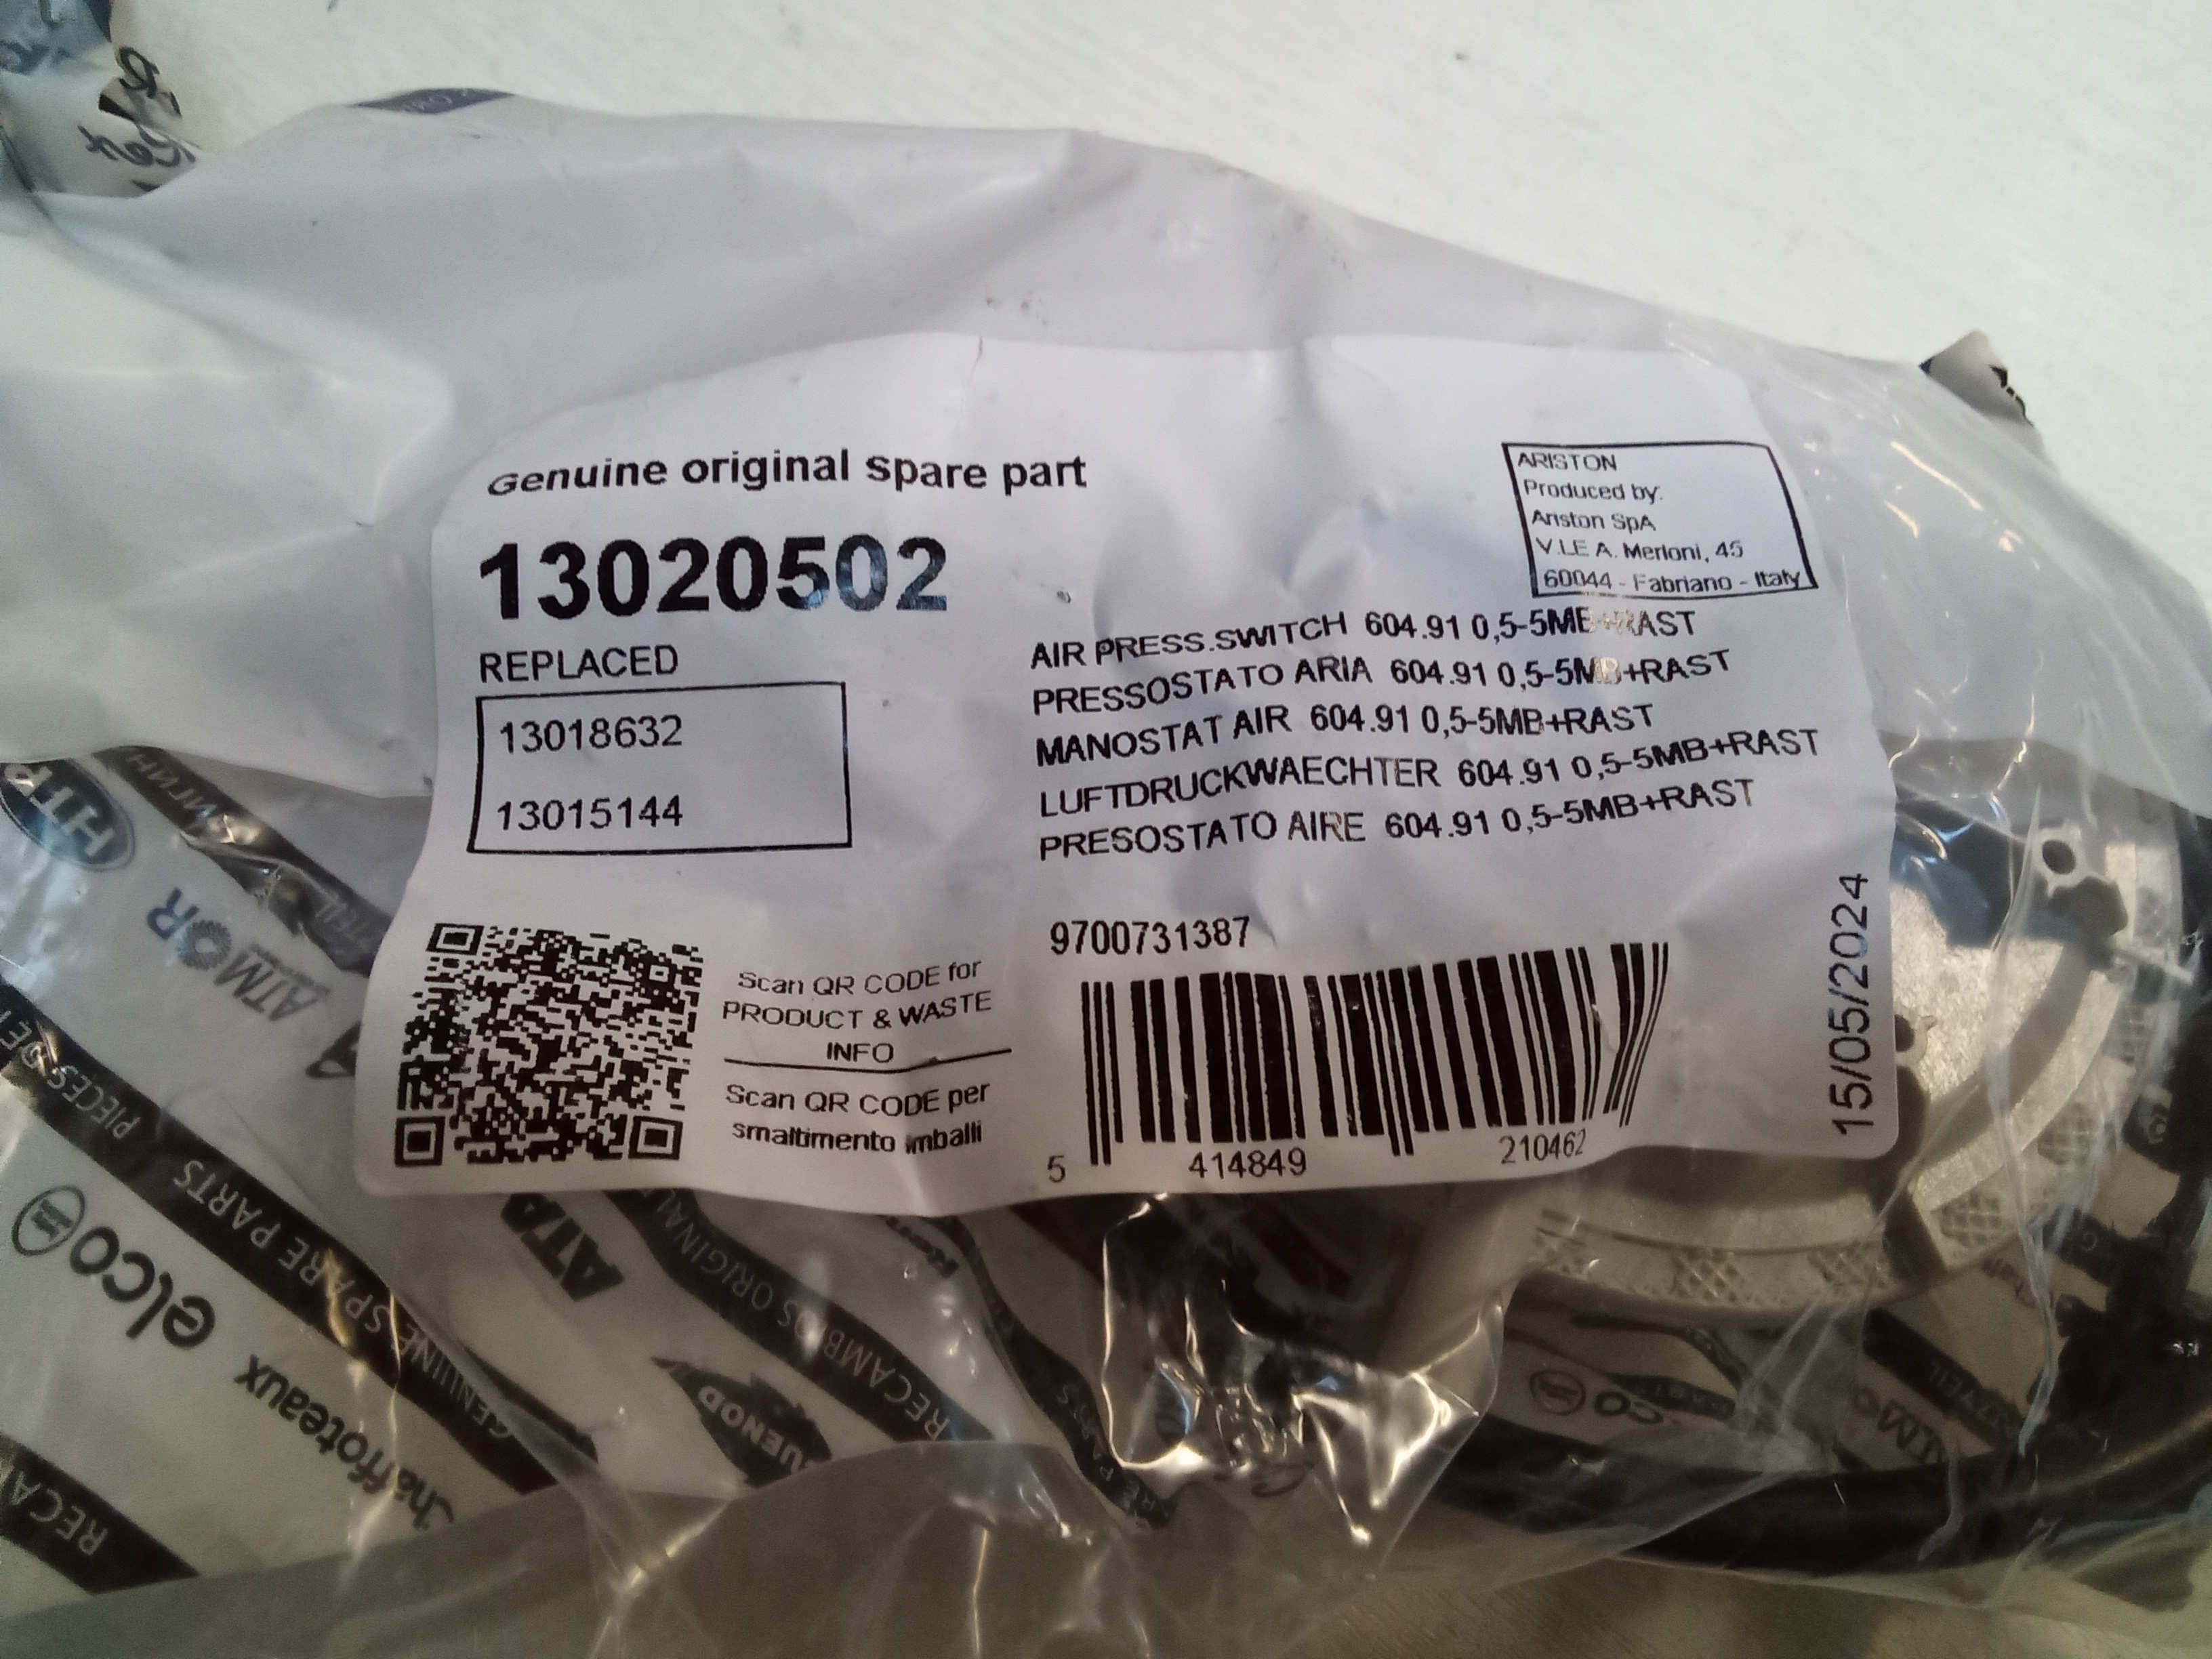 Genuine original spare part
13020502
REPLACED
13018632
13015144
ARISTON
Produced by:
Ariston SpA
V.LE A. Merloni, 45
60044 - Fabriano - Italy
AIR PRESS.SWITCH 604.91 0,5-5MB+RAST
PRESSOSTATO ARIA 604.91 0,5-5MB+RAST
MANOSTAT AIR 604.91 0,5-5MB+RAST
LUFTDRUCKWAECHTER 604.91 0,5-5MB+RAST
PRESOSTATO AIRE 604.91 0,5-5MB+RAST
Scan QR CODE for
PRODUCT & WASTE
INFO
Scan QR CODE per
smaltimento imballi
9700731387
5 414849 210462
15/05/2024
HTP
ATMOR
PIECES
GENUINE SPARE PARTS
elco
chaffoteaux
RECAMBIOS ORIGINAL